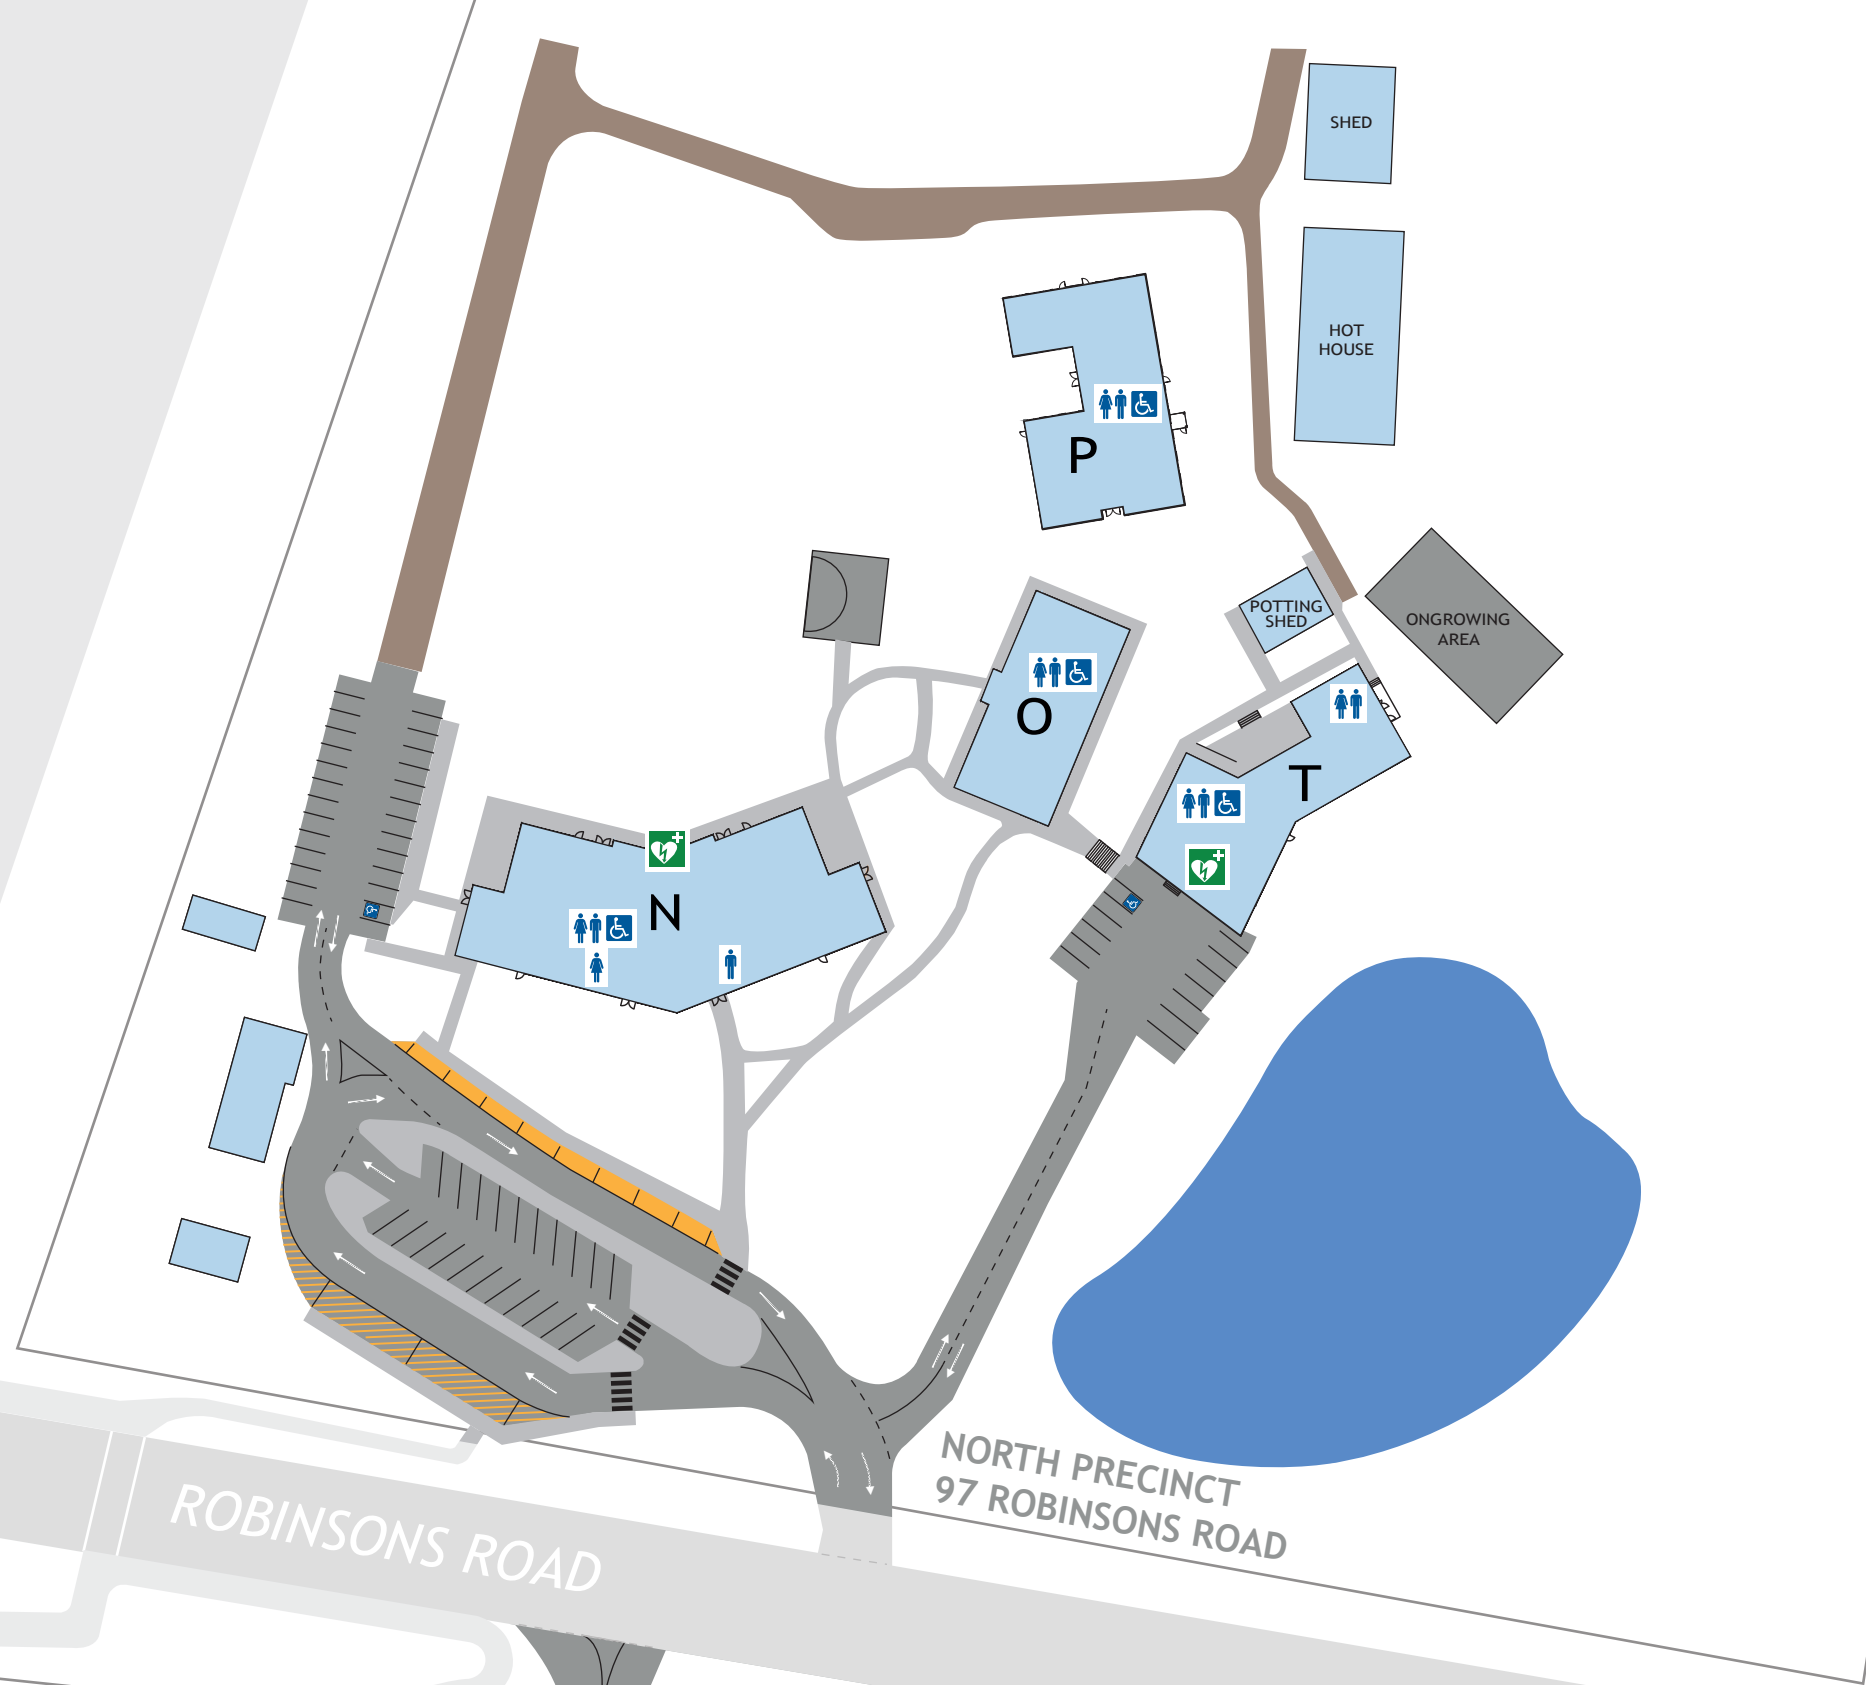 SHED
HOT
HOUSE
P
POTTING
SHED
ONGROWING
AREA
O
T
N
NORTH PRECINCT
97 ROBINSONS ROAD
ROBINSONS ROAD